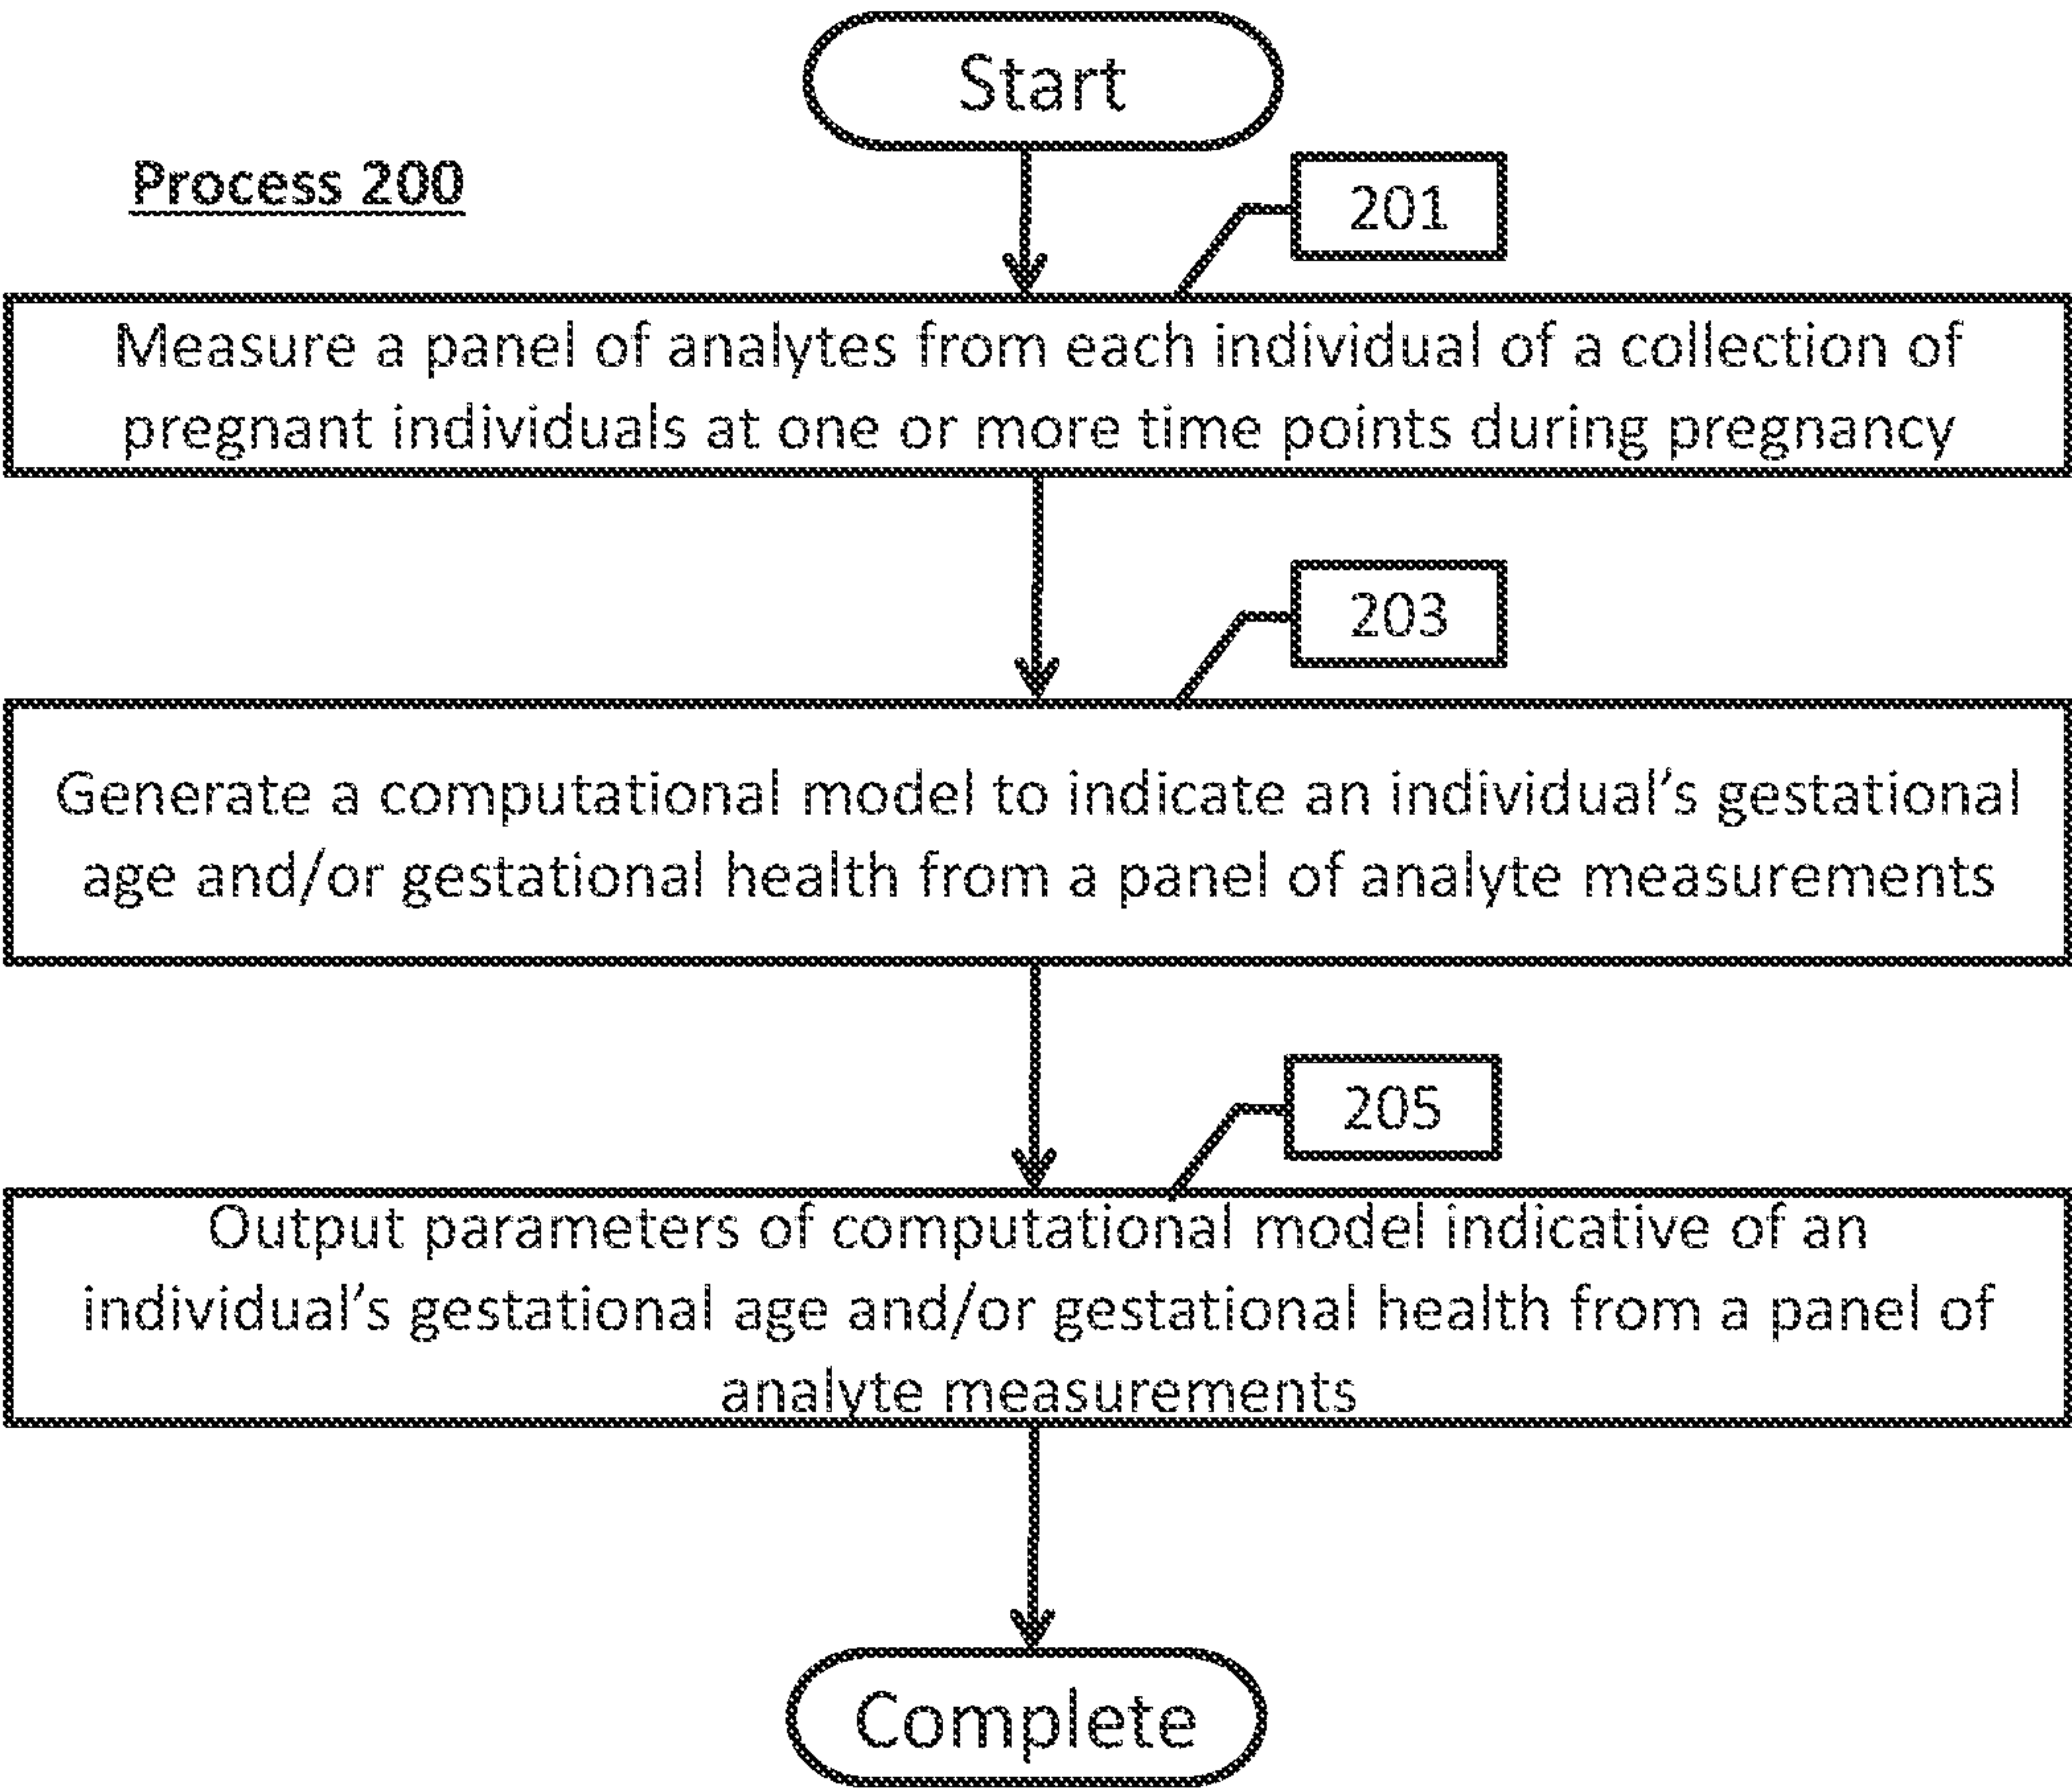 Start
Process 200
201
Measure a panel of analytes from each individual of a collection of
pregnant individuals at one or more time points during pregnancy
203
Generate a computational model to indicate an individual's gestational
age and/or gestational health from a panel of analyte measurements
205
Output parameters of computational model indicative of an
individual's gestational age and/or gestational health from a panel of
analyte measurements
Complete